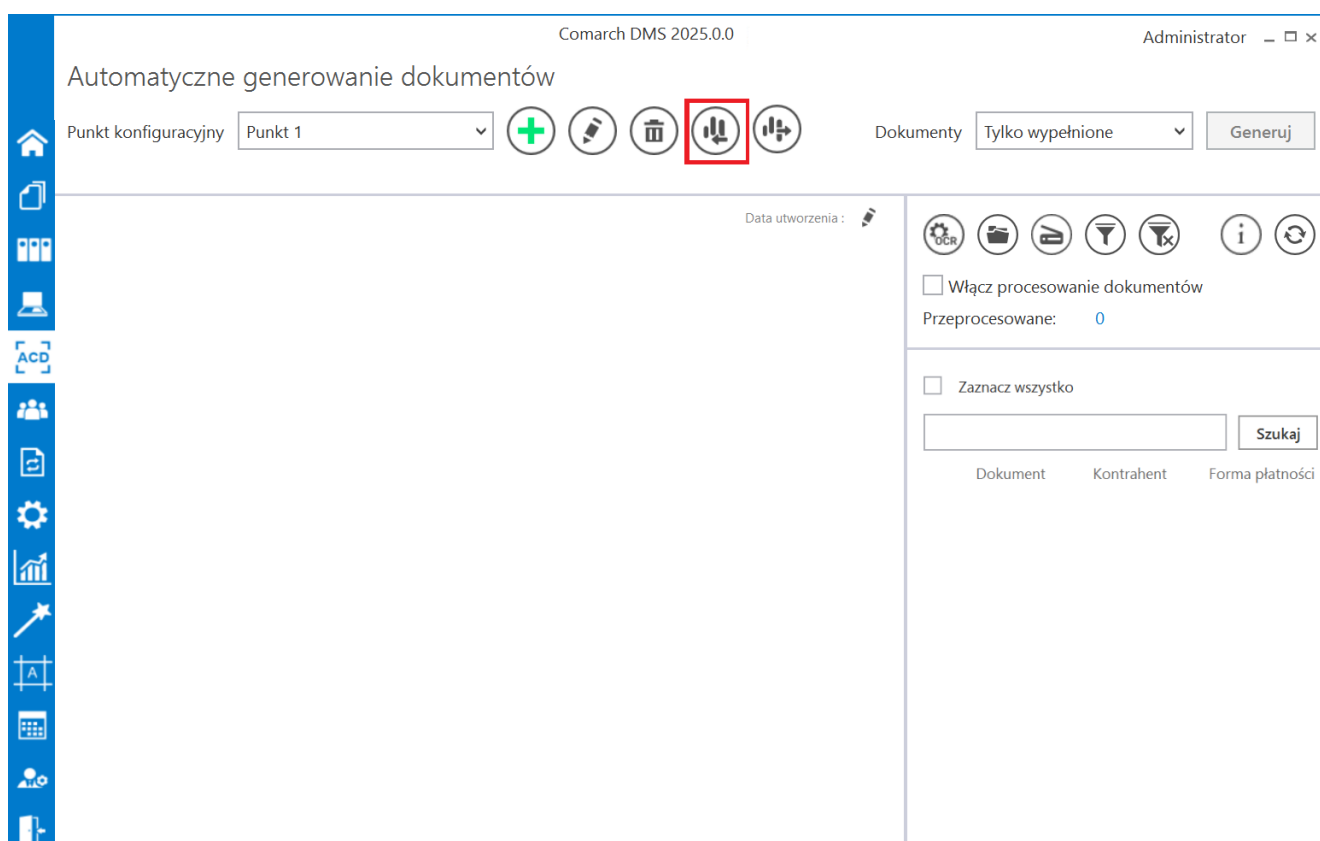 Comarch DMS 2025.0.0
Administrator
Automatyczne generowanie dokumentów
Punkt konfiguracyjny Punkt 1 Dokumenty Tylko wypełnione Generuj
Data utworzenia :
OCR
Włącz procesowanie dokumentów
Przeprocesowane: 0
ACD
Zaznacz wszystko
Szukaj
Dokument Kontrahent Forma płatności
A